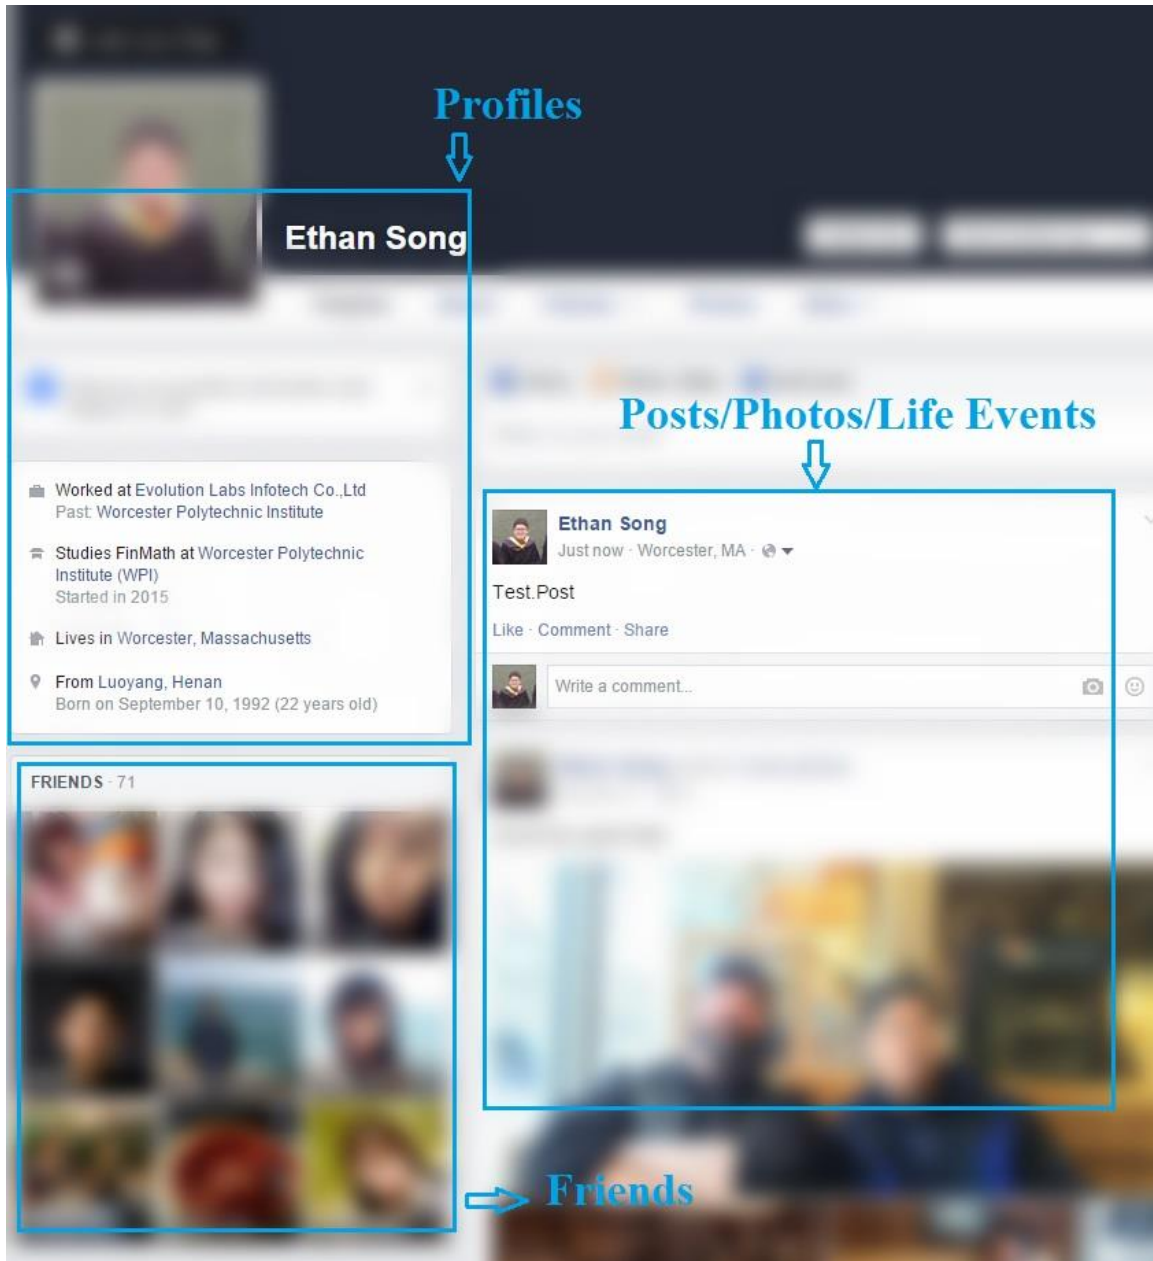 Profiles
Ethan Song
Posts/Photos/Life Events
Worked at Evolution Labs Infotech Co.,Ltd
Past: Worcester Polytechnic Institute
Studies FinMath at Worcester Polytechnic
Institute (WPI)
Started in 2015
Lives in Worcester, Massachusetts
From Luoyang, Henan
Born on September 10, 1992 (22 years old)
FRIENDS · 71
Ethan Song
Just now · Worcester, MA ·
Test.Post
Like · Comment · Share
Write a comment...
Friends